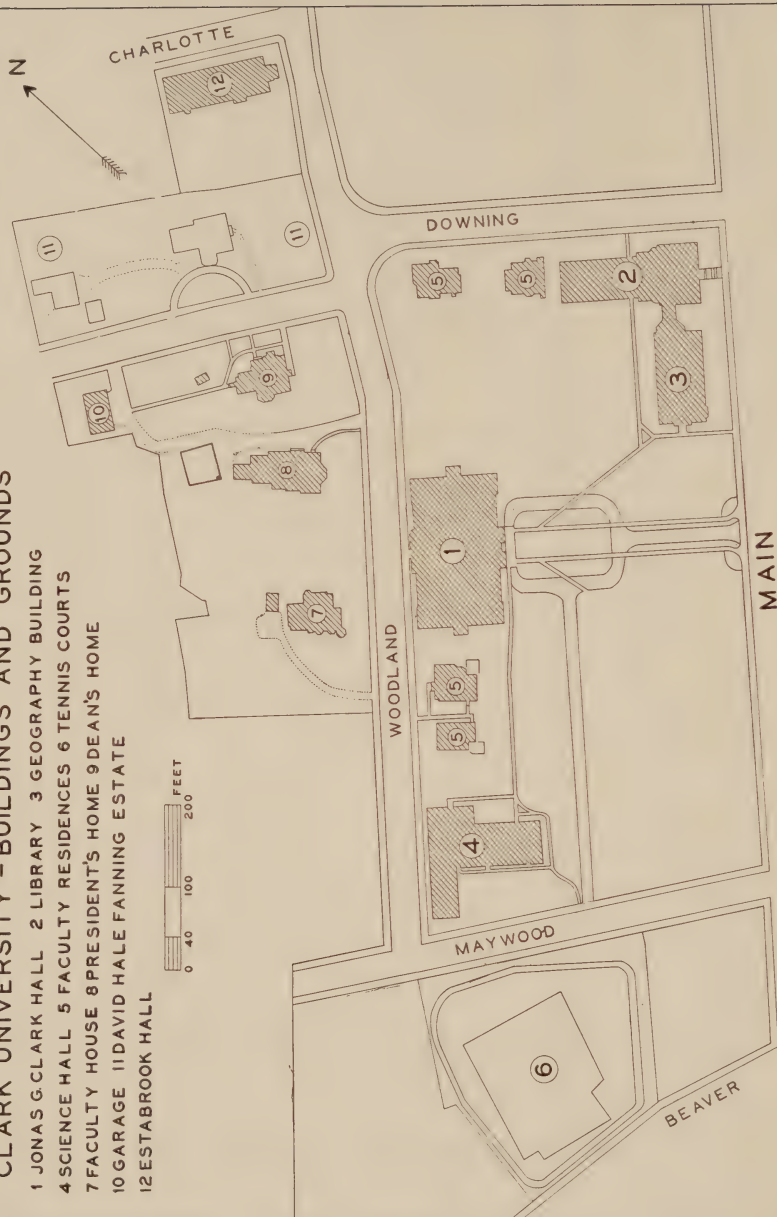 CLARK UNIVERSITY - BUILDINGS AND GROUNDS
1 JONAS G. CLARK HALL 2 LIBRARY 3 GEOGRAPHY BUILDING
4 SCIENCE HALL 5 FACULTY RESIDENCES 6 TENNIS COURTS
7 FACULTY HOUSE 8 PRESIDENT'S HOME 9 DEAN'S HOME
10 GARAGE 11 DAVID HALE FANNING ESTATE
12 ESTABROOK HALL
0 40 100 200 FEET
N
CHARLOTTE
12
11
11
10
9
8
7
DOWNING
WOODLAND
5
5
2
3
1
5
5
4
MAYWOOD
MAIN
6
BEAVER